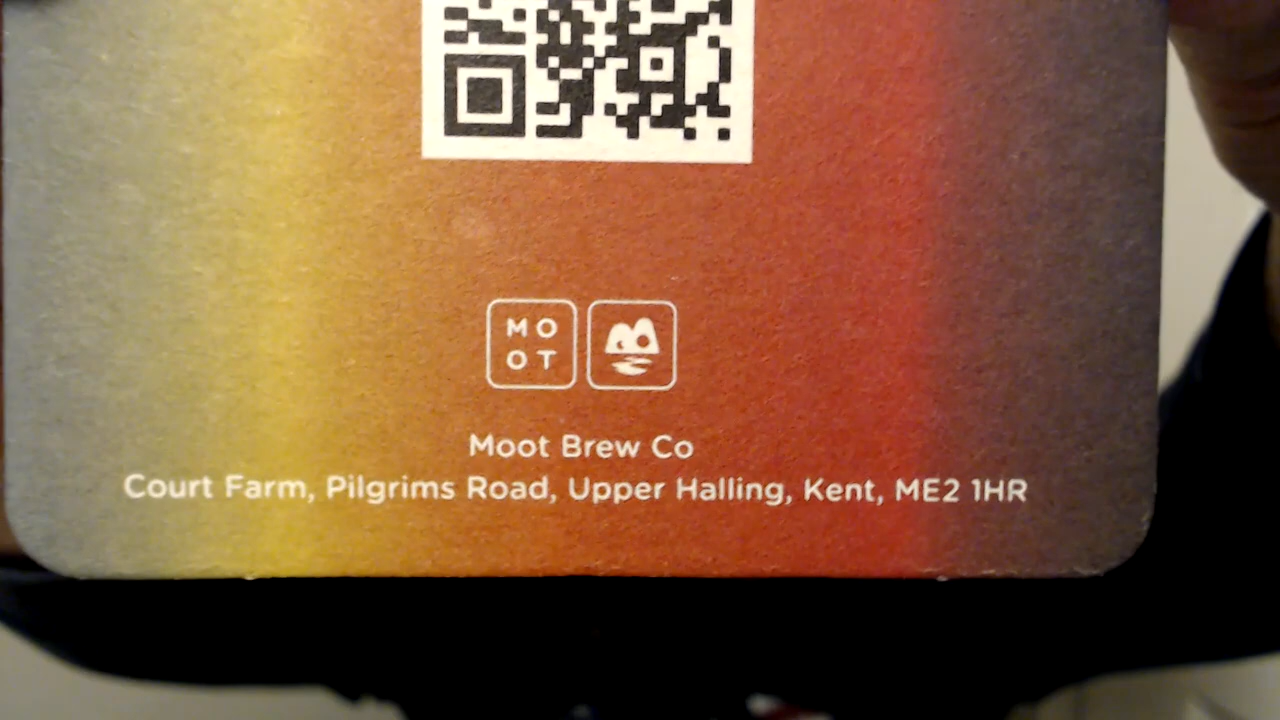 MO
OT
Moot Brew Co
Court Farm, Pilgrims Road, Upper Halling, Kent, ME2 1HR